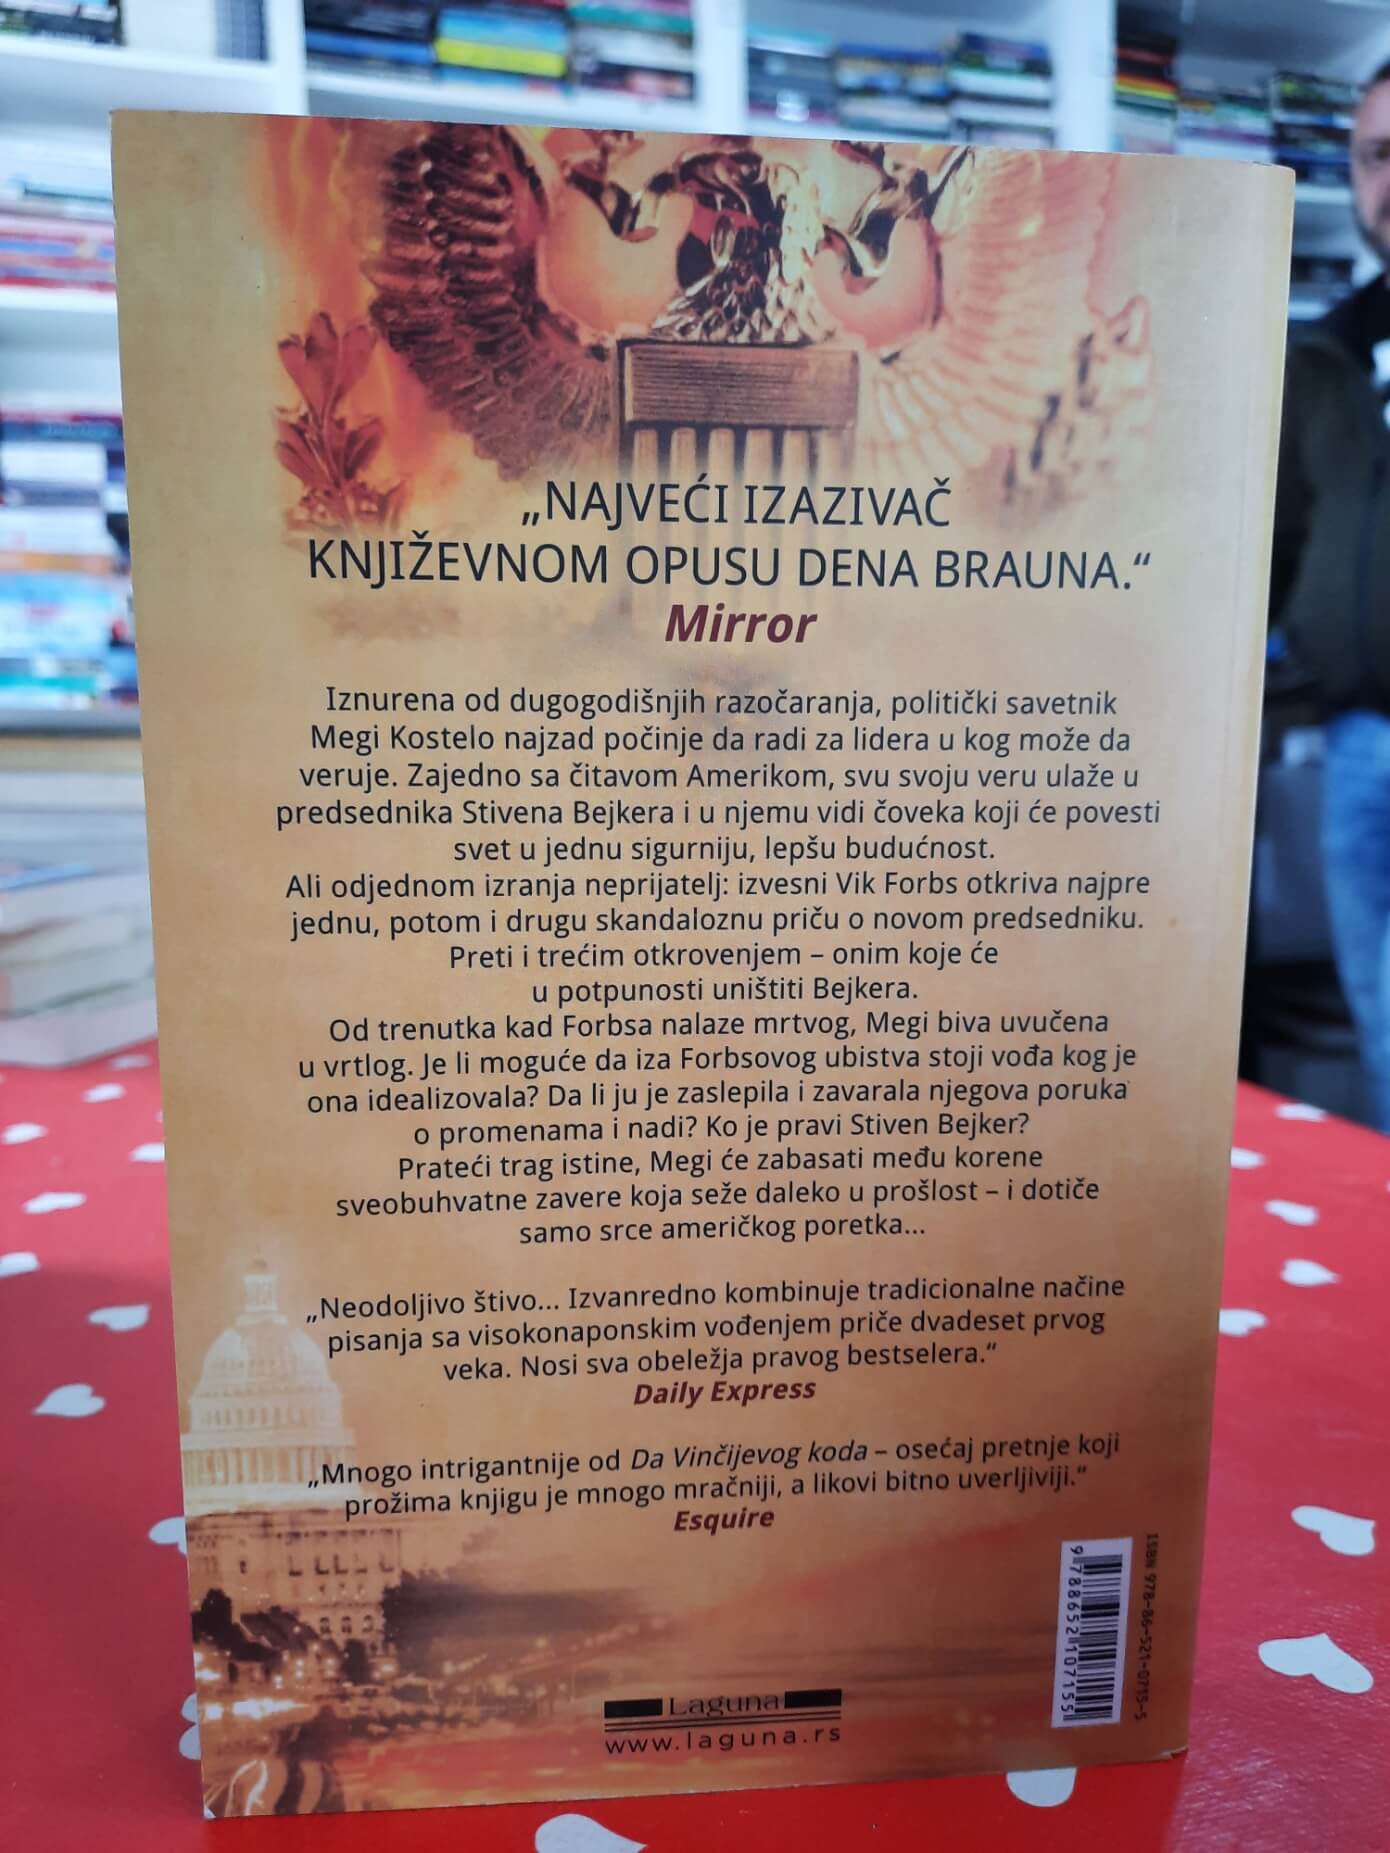 „NAJVEĆI IZAZIVAČ
KNJIŽEVNOM OPUSU DENA BRAUNA.“
Mirror
Iznurena od dugogodišnjih razočaranja, politički savetnik
Megi Kostelo najzad počinje da radi za lidera u kog može da
veruje. Zajedno sa čitavom Amerikom, svu svoju veru ulaže u
predsednika Stivena Bejkera i u njemu vidi čoveka koji će povesti
svet u jednu sigurniju, lepšu budućnost.
Ali odjednom izranja neprijatelj: izvesni Vik Forbs otkriva najpre
jednu, potom i drugu skandaloznu priču o novom predsedniku.
Preti i trećim otkrovenjem – onim koje će
u potpunosti uništiti Bejkera.
Od trenutka kad Forbsa nalaze mrtvog, Megi biva uvučena
u vrtlog. Je li moguće da iza Forbsovog ubistva stoji vođa kog je
ona idealizovala? Da li ju je zaslepila i zavarala njegova poruka
o promenama i nadi? Ko je pravi Stiven Bejker?
Prateći trag istine, Megi će zabasati među korene
sveobuhvatne zavere koja seže daleko u prošlost – i dotiče
samo srce američkog poretka...
„Neodoljivo štivo... Izvanredno kombinuje tradicionalne načine
pisanja sa visokonaponskim vođenjem priče dvadeset prvog
veka. Nosi sva obeležja pravog bestselera.“
Daily Express
„Mnogo intrigantnije od Da Vinčijevog koda – osećaj pretnje koji
prožima knjigu je mnogo mračniji, a likovi bitno uverljiviji.“
Esquire
ISBN 978-86-521-0715-5
9 788652 107155
Laguna
www.laguna.rs